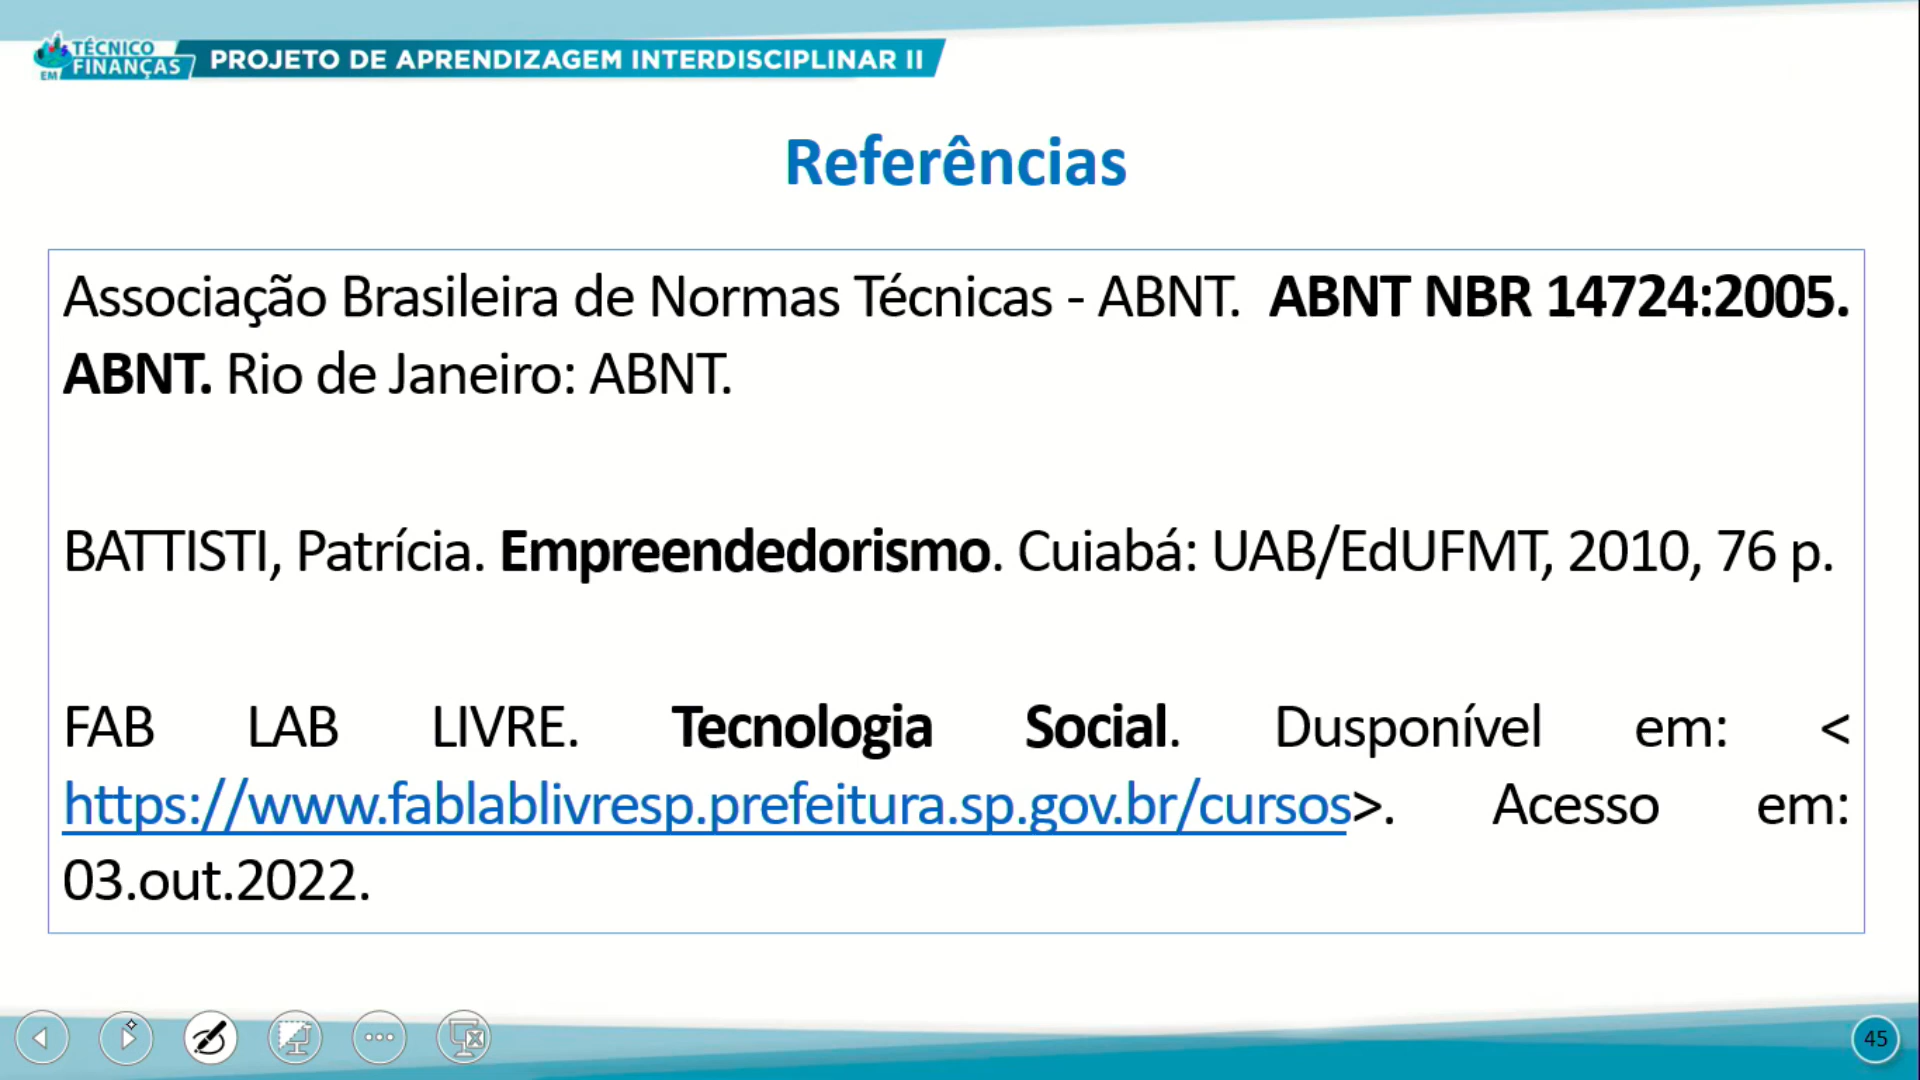 TÉCNICO
EM FINANÇAS
PROJETO DE APRENDIZAGEM INTERDISCIPLINAR II
Referências
Associação Brasileira de Normas Técnicas - ABNT. ABNT NBR 14724:2005.
ABNT. Rio de Janeiro: ABNT.
BATTISTI, Patrícia. Empreendedorismo. Cuiabá: UAB/EdUFMT, 2010, 76 p.
FAB LAB LIVRE. Tecnologia Social. Dusponível em: <
https://www.fablablivresp.prefeitura.sp.gov.br/cursos>. Acesso em:
03.out.2022.
45